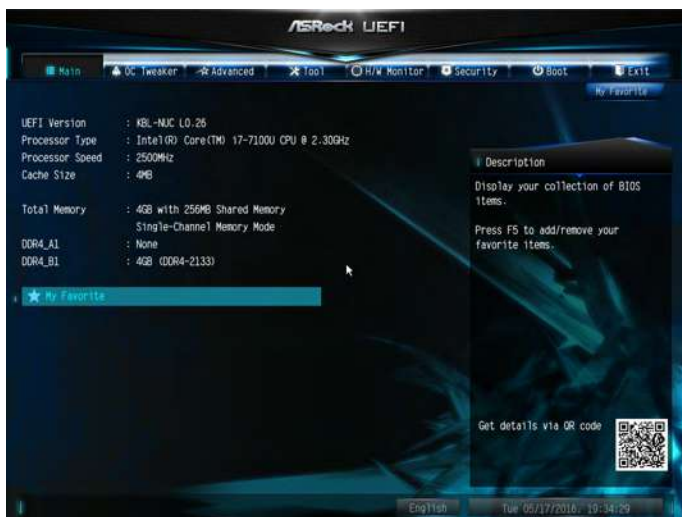 ASRock UEFI
Main OC Tweaker Advanced Tool H/W Monitor Security Boot Exit
My Favorite
UEFI Version : KBL-NUC L0.26
Processor Type : Intel(R) Core(TM) i7-7100U CPU @ 2.30GHz
Processor Speed : 2500MHz
Cache Size : 4MB
Total Memory : 4GB with 256MB Shared Memory
Single-Channel Memory Mode
DDR4_A1 : None
DDR4_B1 : 4GB (DDR4-2133)
My Favorite
Description
Display your collection of BIOS
items.
Press F5 to add/remove your
favorite items.
Get details via QR code
English Tue 05/17/2016. 19:34:29